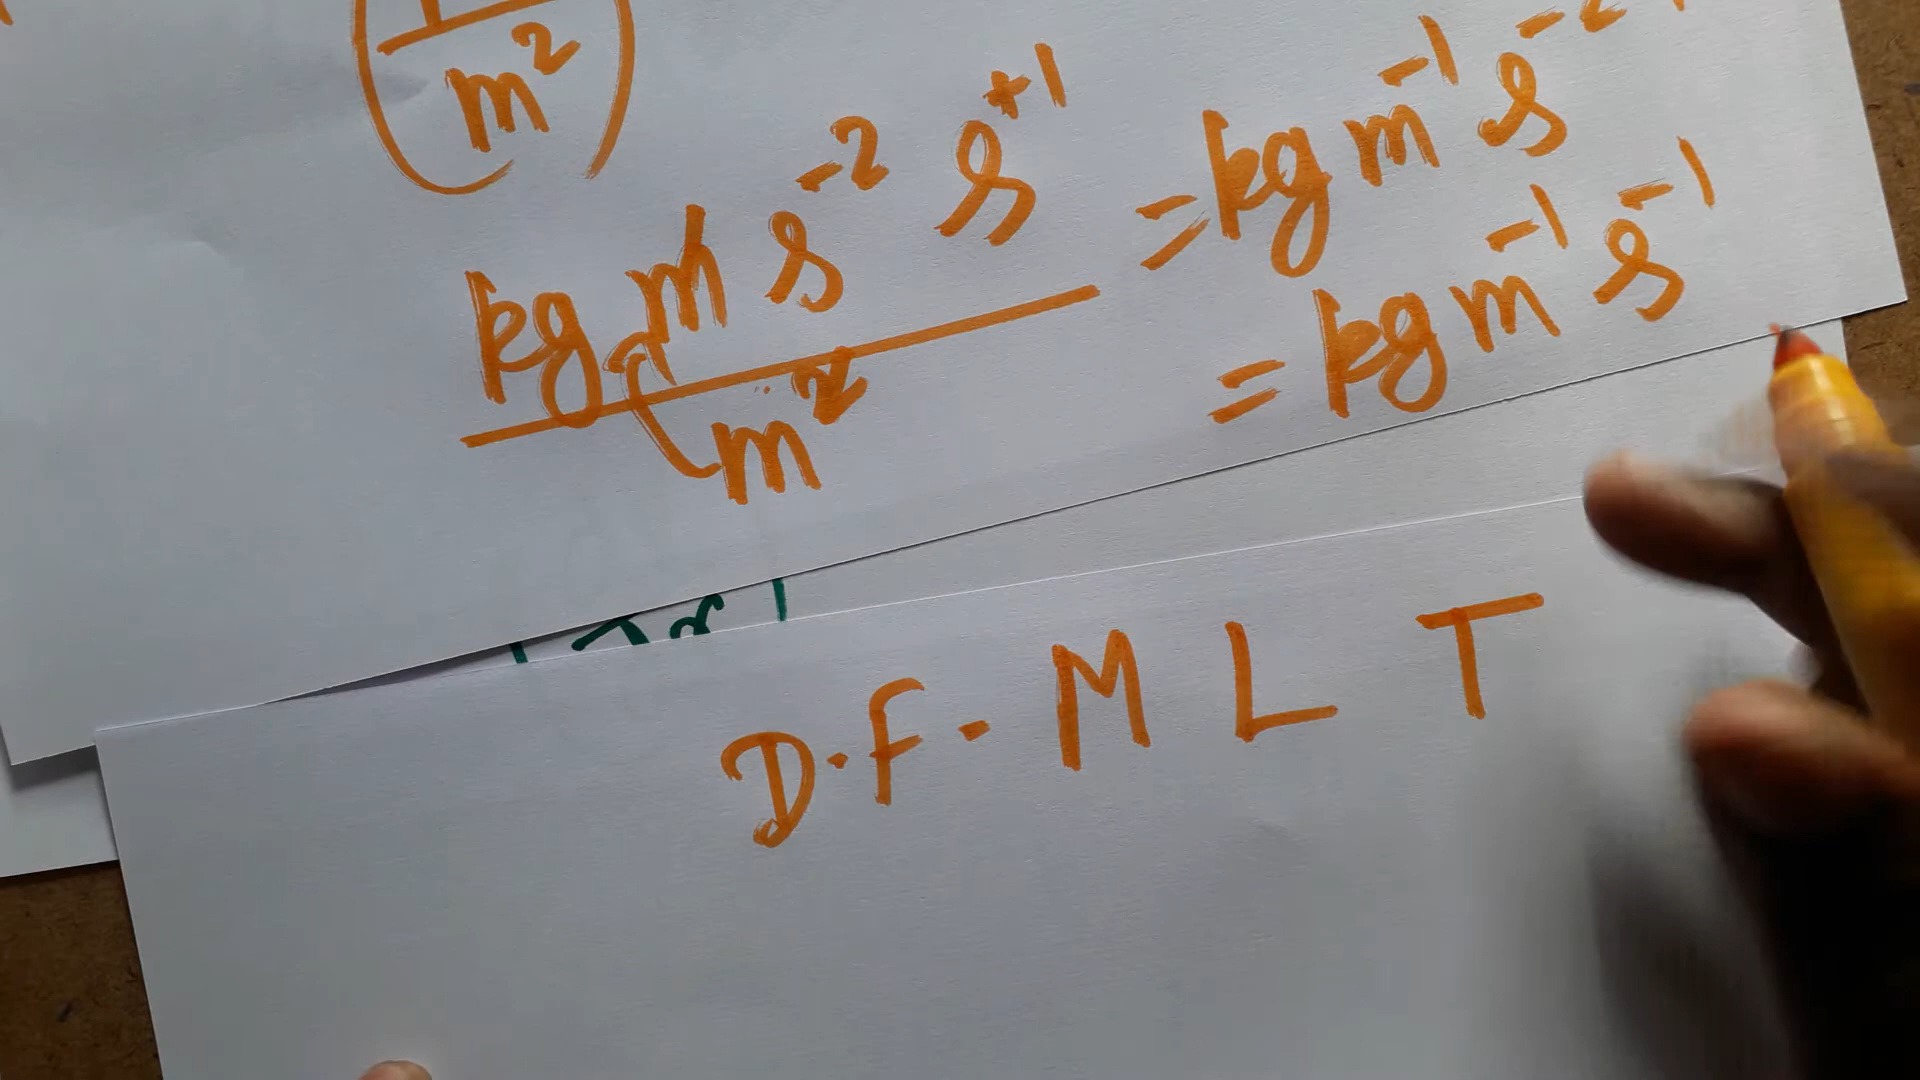 m²
kg m s⁻² s⁺¹ = kg m⁻¹ s⁻²
m² = kg m⁻¹ s⁻¹
D.F - M L T